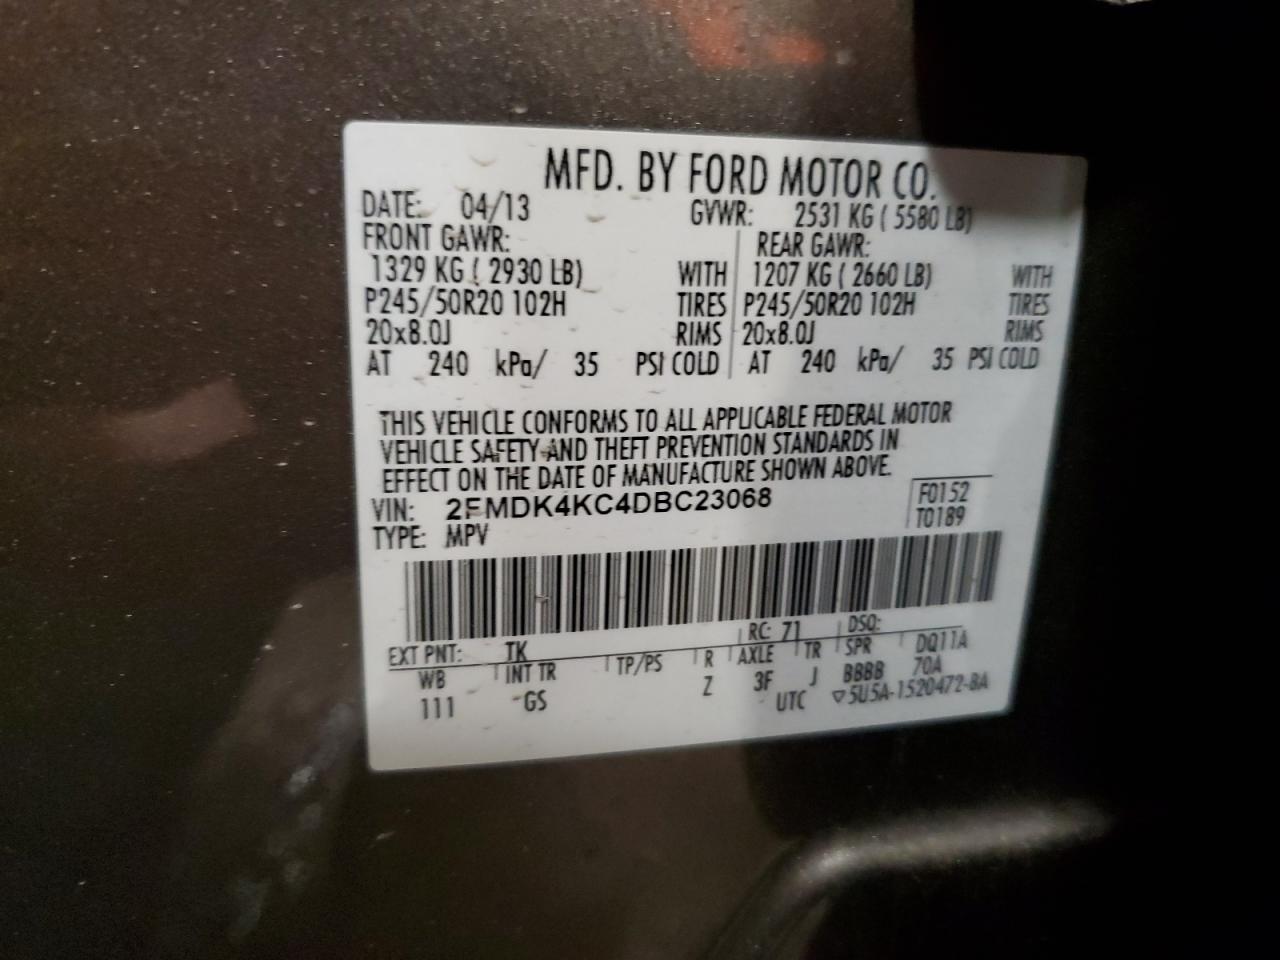 MFD. BY FORD MOTOR CO.
DATE: 04/13 GVWR: 2531 KG ( 5580 LB)
FRONT GAWR: REAR GAWR:
1329 KG ( 2930 LB) WITH 1207 KG ( 2660 LB) WITH
P245/50R20 102H TIRES P245/50R20 102H TIRES
20x8.0J RIMS 20x8.0J RIMS
AT 240 kPa/ 35 PSI COLD AT 240 kPa/ 35 PSI COLD
THIS VEHICLE CONFORMS TO ALL APPLICABLE FEDERAL MOTOR
VEHICLE SAFETY AND THEFT PREVENTION STANDARDS IN
EFFECT ON THE DATE OF MANUFACTURE SHOWN ABOVE.
VIN: 2FMDK4KC4DBC23068 F0152
TYPE: MPV T0189
EXT PNT: TK RC: 71 DSO:
WB INT TR TP/PS R AXLE TR SPR DQ11A
111 GS Z 3F J BBBB 70A
UTC ▽5U5A-1520472-BA